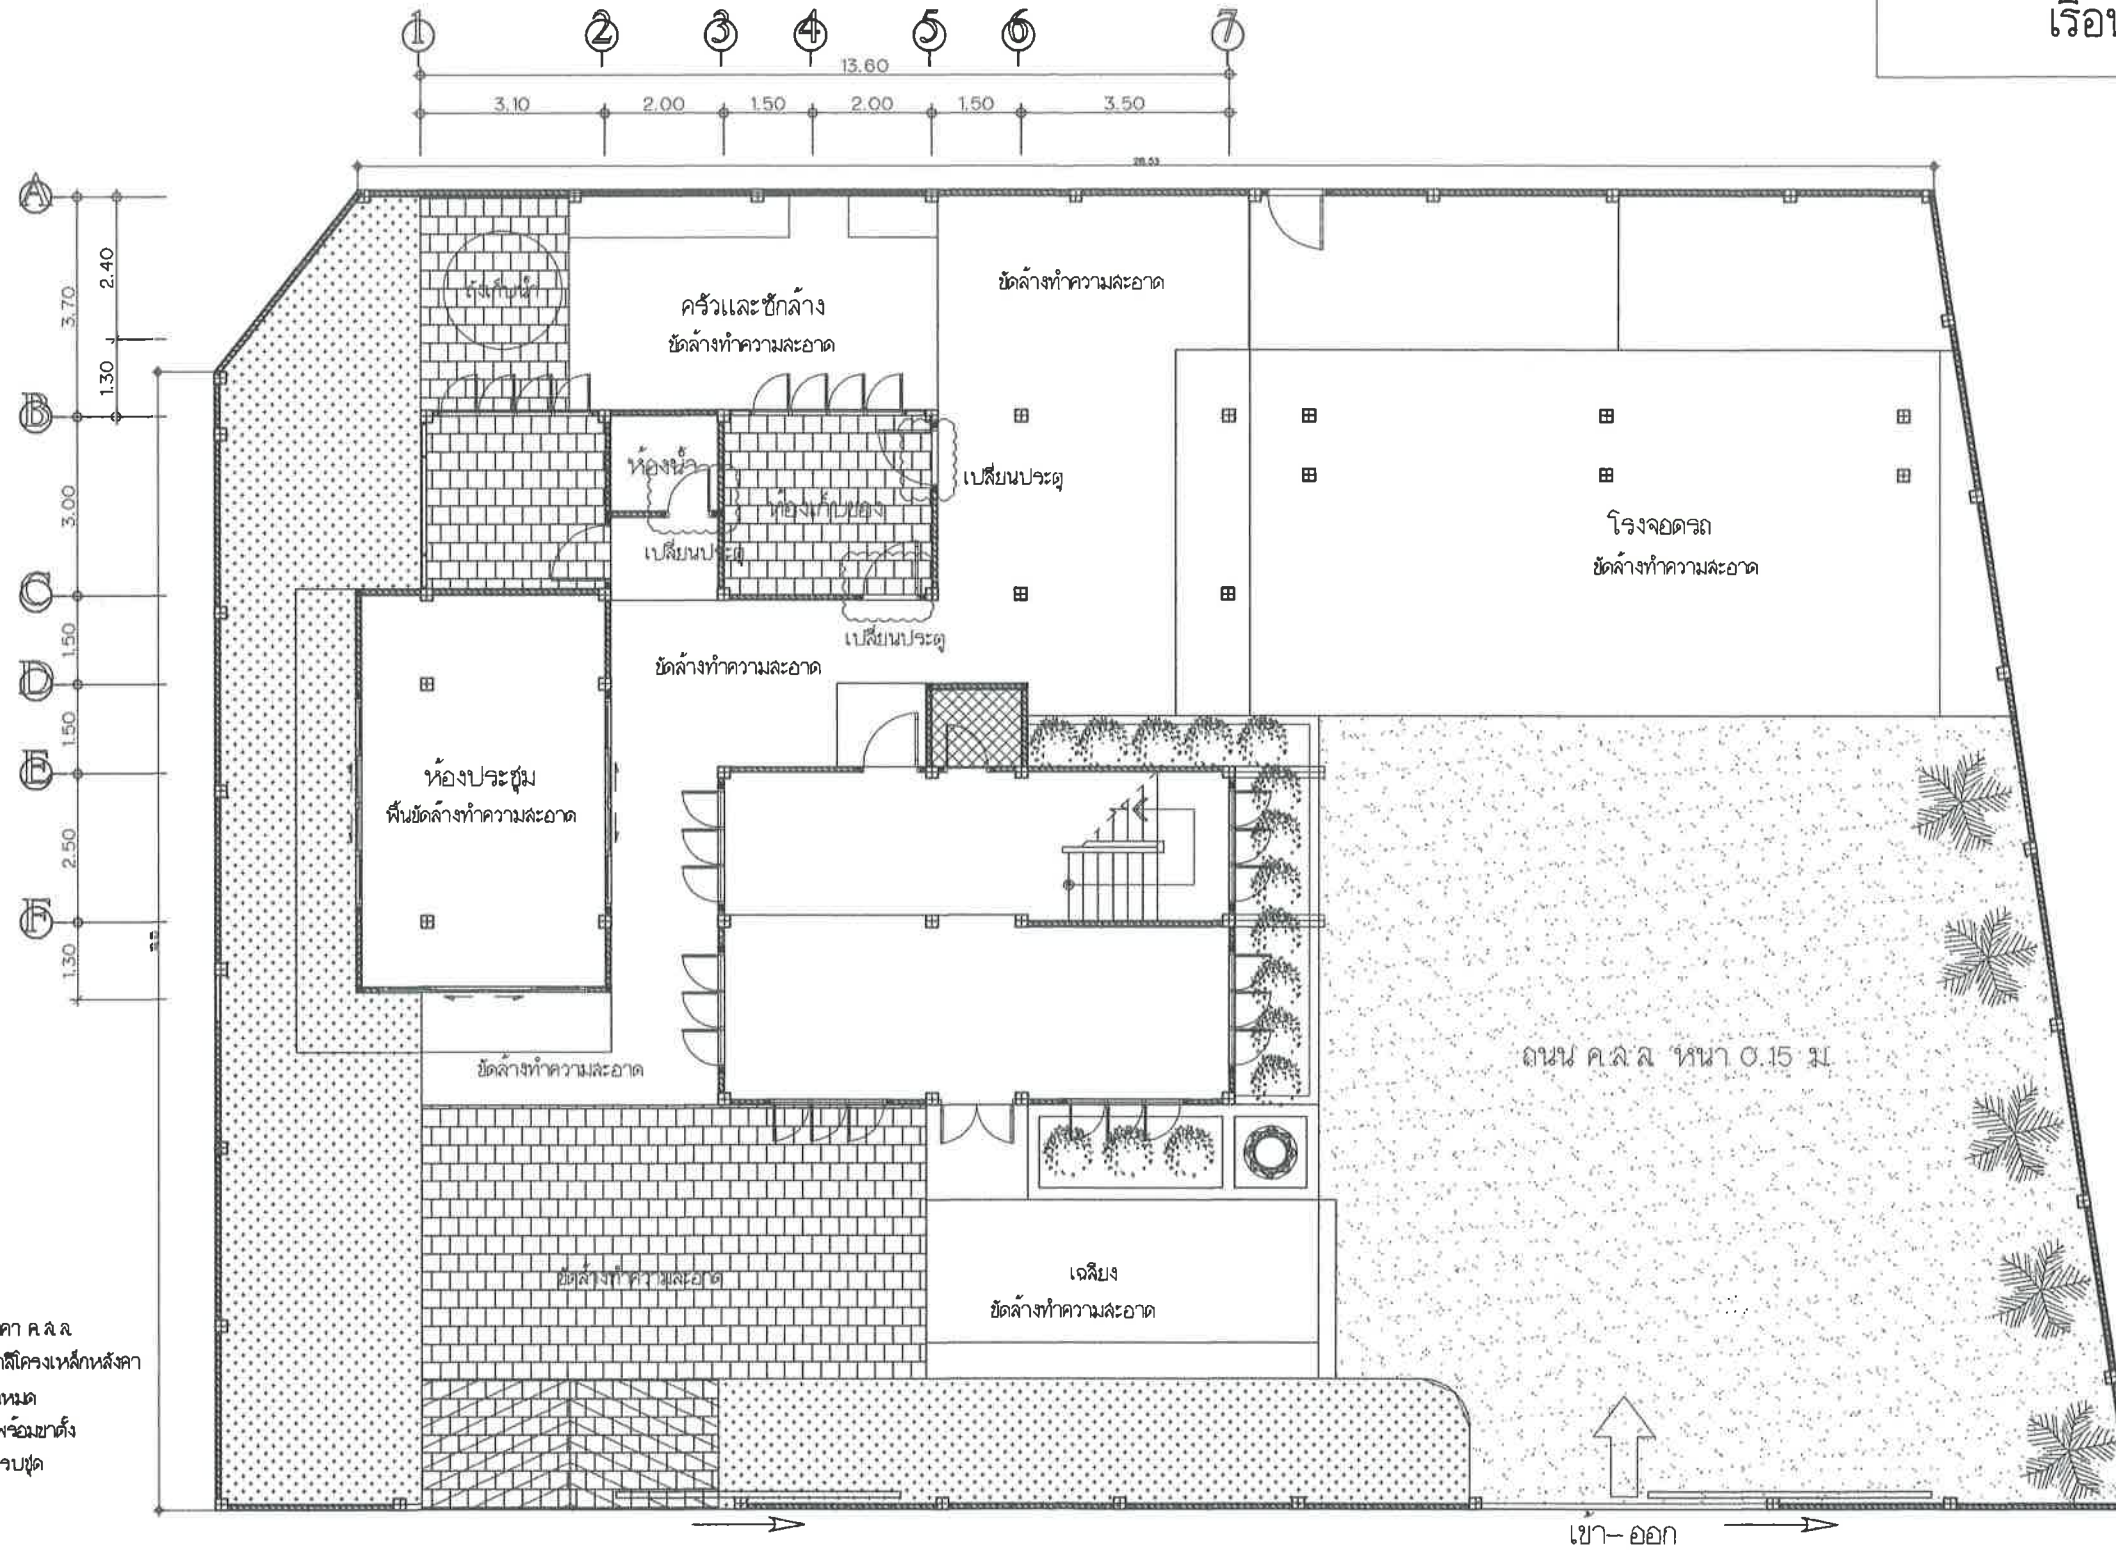 เรือน
1 2 3 4 5 6 7
13.60
3.10 2.00 1.50 2.00 1.50 3.50
28.53
A
B
C
D
E
F
3.70
2.40
1.30
3.00
1.50
1.50
2.50
1.30
ถังเก็บน้ำ
ครัวและซักล้าง
ขัดล้างทำความสะอาด
ขัดล้างทำความสะอาด
ห้องน้ำ
เปลี่ยนประตู
ห้องเก็บของ
เปลี่ยนประตู
เปลี่ยนประตู
โรงจอดรถ
ขัดล้างทำความสะอาด
ขัดล้างทำความสะอาด
ห้องประชุม
พื้นขัดล้างทำความสะอาด
ขัดล้างทำความสะอาด
ถนน ค.ส.ล. หนา 0.15 ม.
ขัดล้างทำความสะอาด
เฉลียง
ขัดล้างทำความสะอาด
คา ค.ส.ล.
าสีโครงเหล็กหลังคา
หมด
พร้อมขาตั้ง
รบชุด
เข้า-ออก